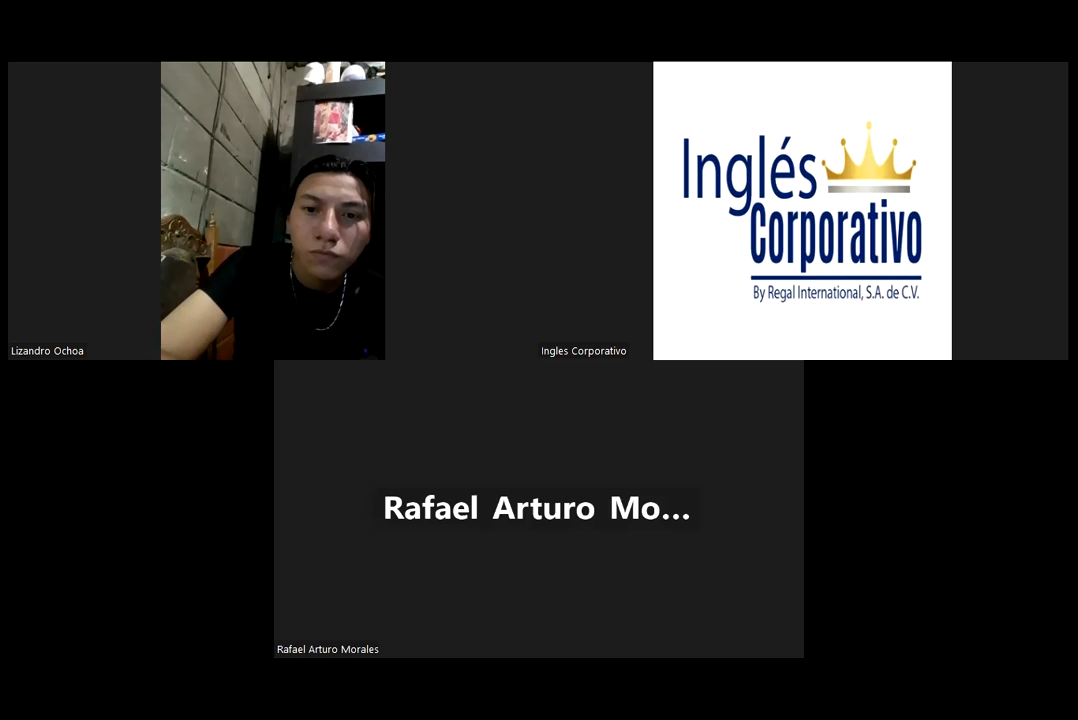 Inglés
Corporativo
By Regal International, S.A. de C.V.
Lizandro Ochoa
Ingles Corporativo
Rafael Arturo Mo...
Rafael Arturo Morales